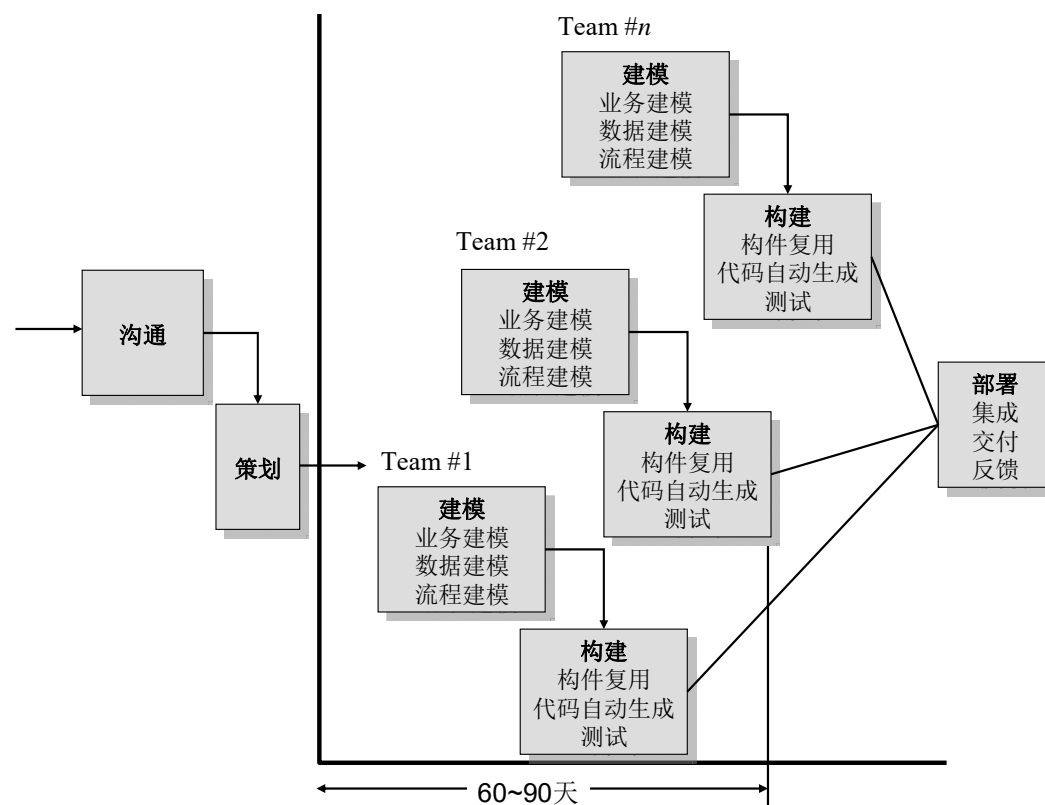 Team #n
建模
业务建模
数据建模
流程建模
构建
构件复用
代码自动生成
测试
Team #2
建模
业务建模
数据建模
流程建模
构建
构件复用
代码自动生成
测试
沟通
策划
Team #1
建模
业务建模
数据建模
流程建模
构建
构件复用
代码自动生成
测试
部署
集成
交付
反馈
60~90天